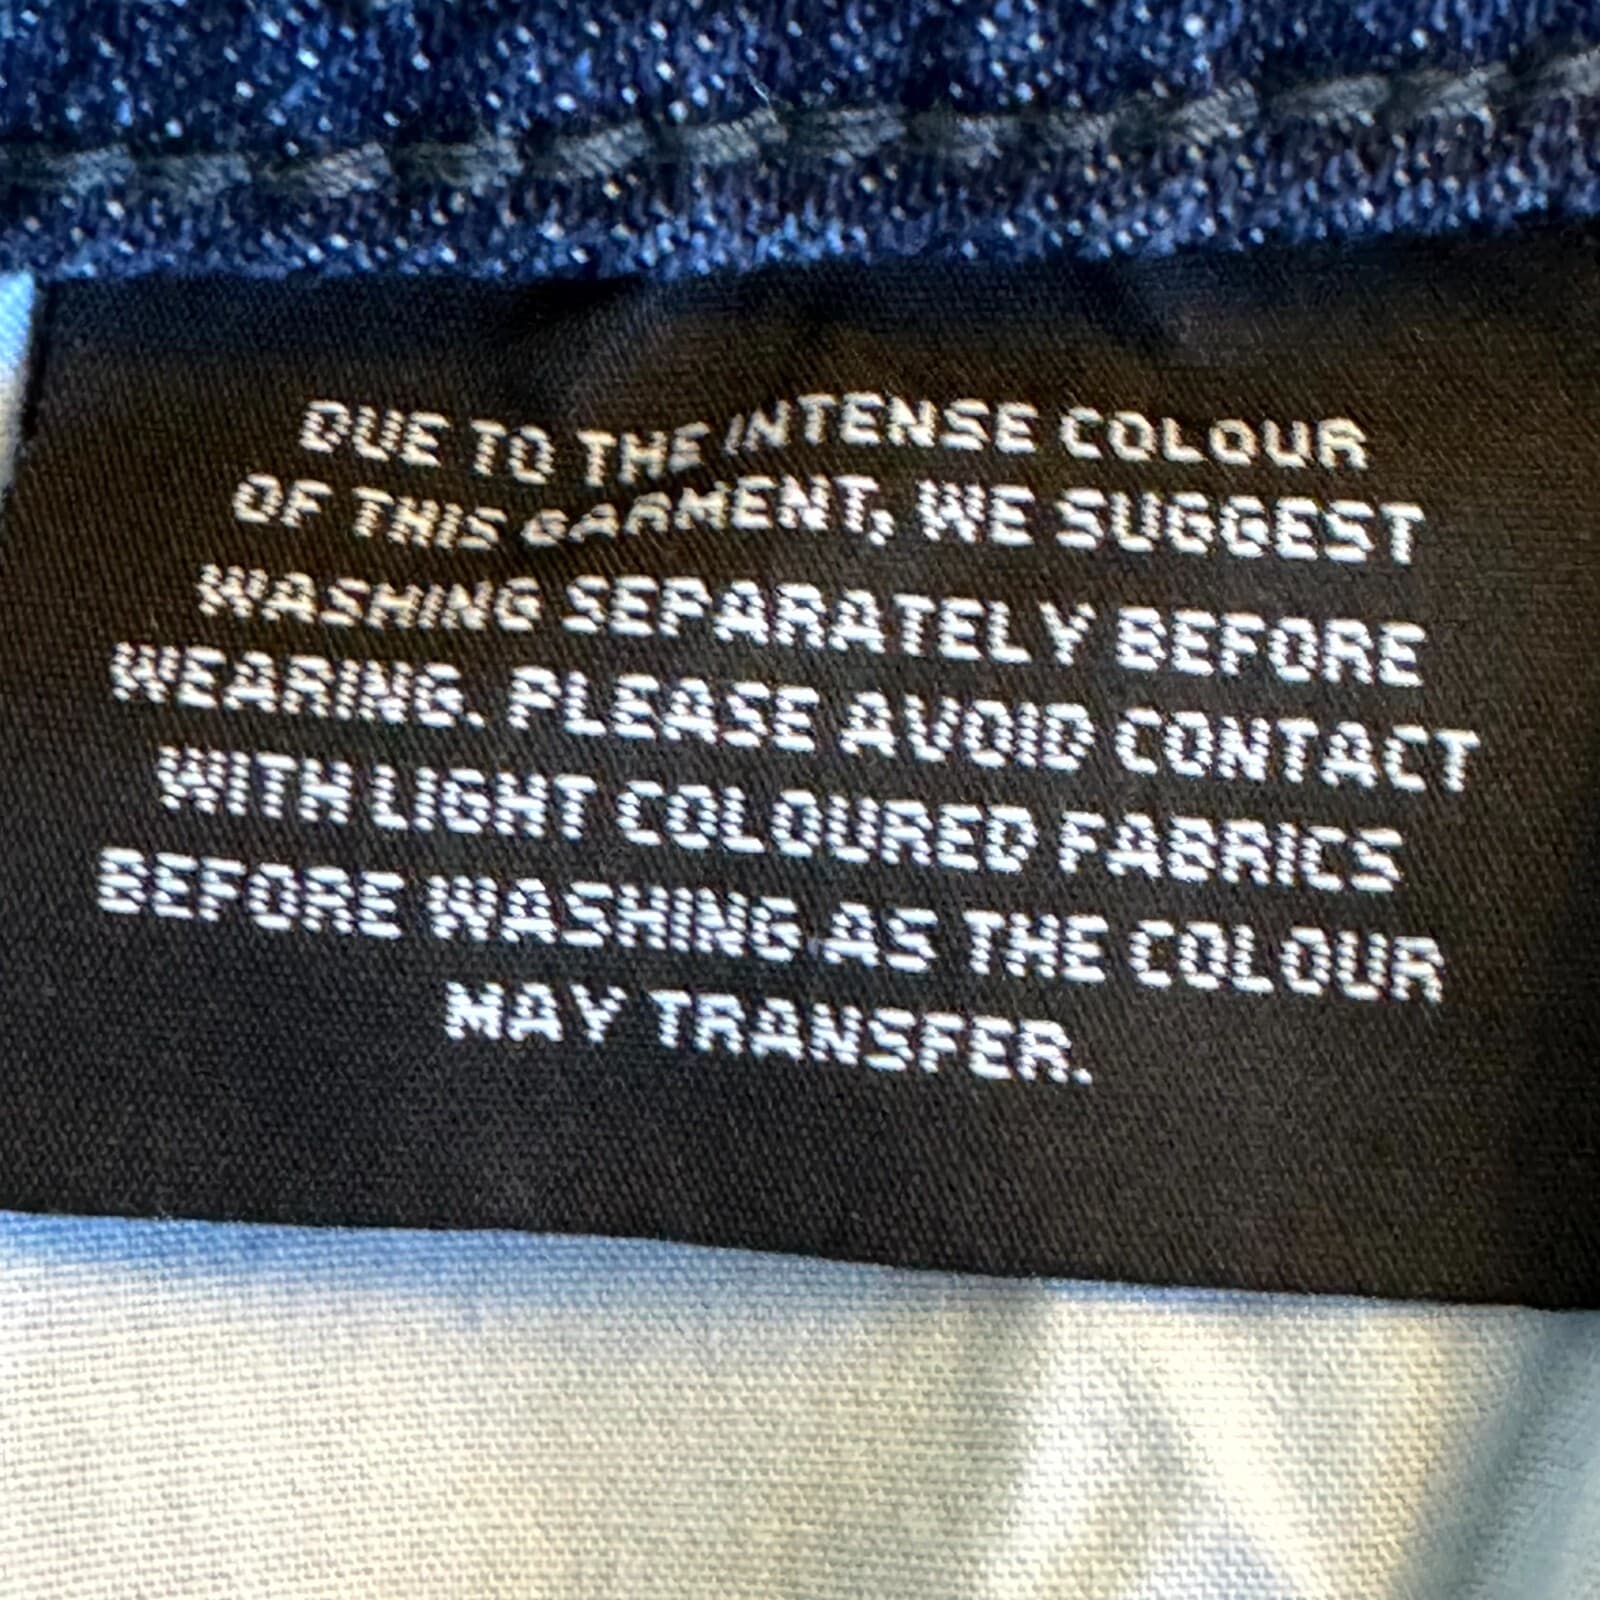 DUE TO THE INTENSE COLOUR
OF THIS GARMENT, WE SUGGEST
WASHING SEPARATELY BEFORE
WEARING. PLEASE AVOID CONTACT
WITH LIGHT COLOURED FABRICS
BEFORE WASHING AS THE COLOUR
MAY TRANSFER.